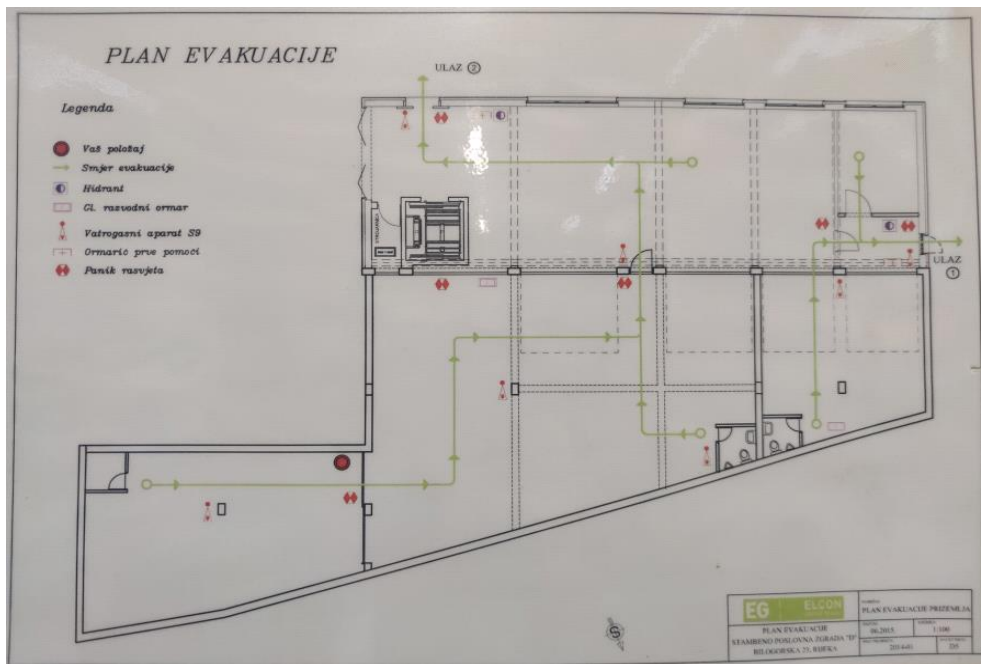 PLAN EVAKUACIJE
ULAZ 2
Legenda
Vaš položaj
Smjer evakuacije
Hidrant
Gl. razvodni ormar
Vatrogasni aparat S9
Ormarić prve pomoći
Panik rasvjeta
ULAZ
1
S
EG ELCON
PLAN EVAKUACIJE
STAMBENO POSLOVNA ZGRADA "D"
BILOGORSKA 23, RIJEKA
PLAN EVAKUACIJE PRIZEMLJA
06.2015.
1:100